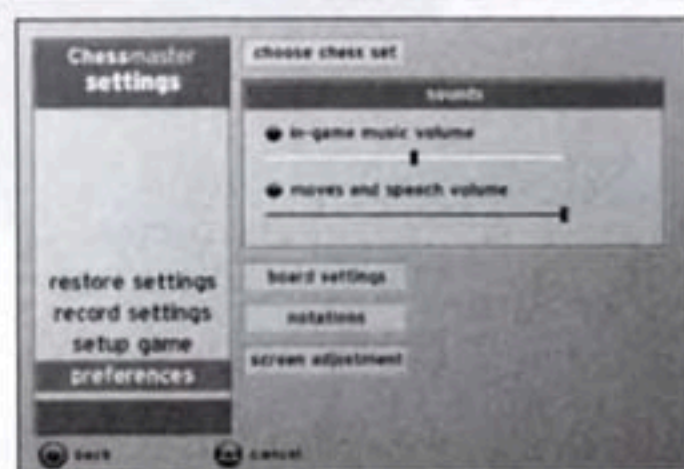 Chessmaster
settings
restore settings
record settings
setup game
preferences
choose chess set
sounds
in-game music volume
moves and speech volume
board settings
notations
screen adjustment
back
cancel